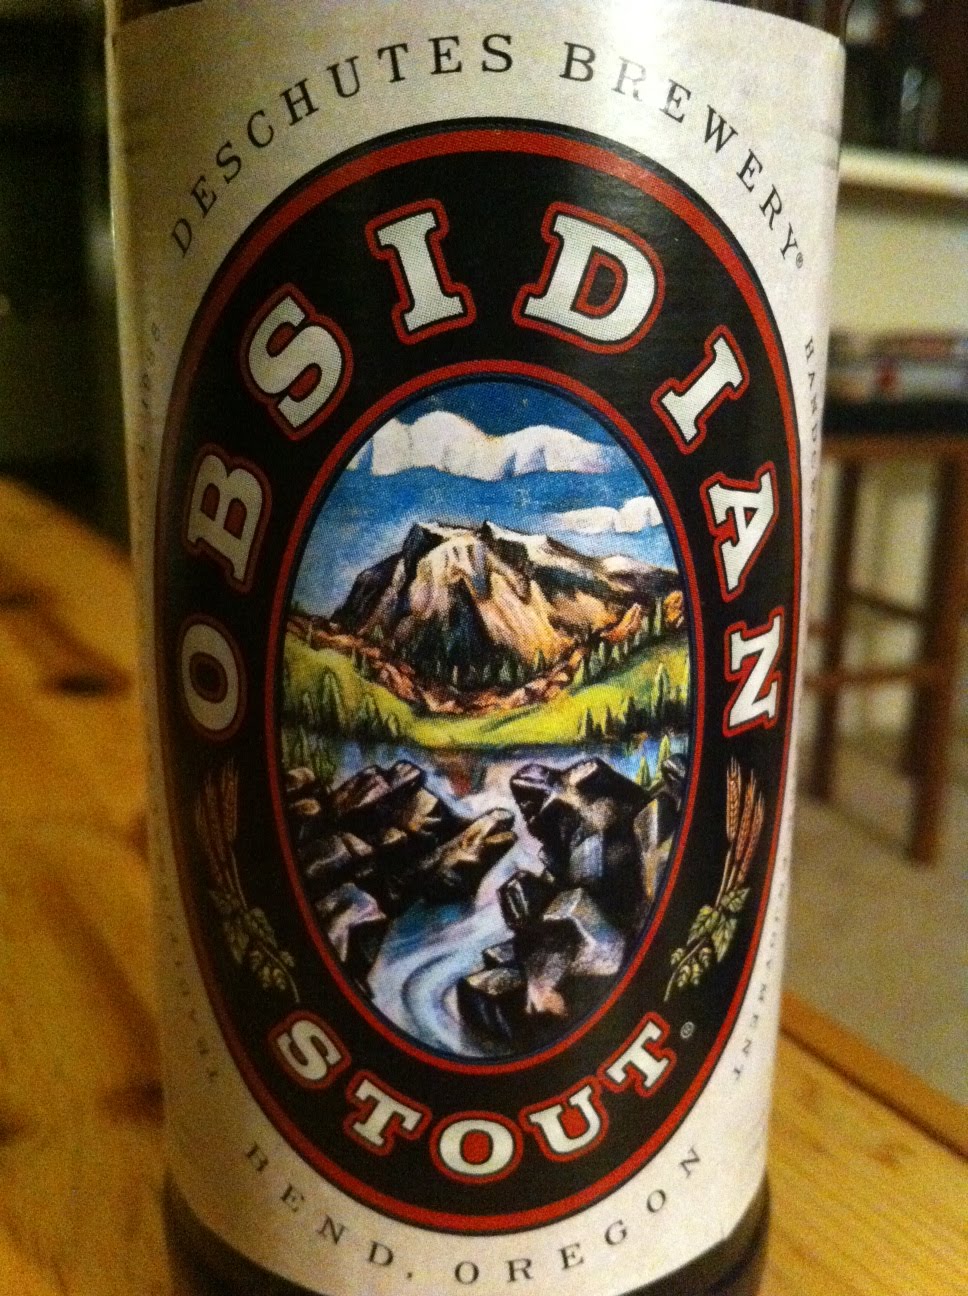 DESCHUTES BREWERY®
OBSIDIAN
STOUT®
BEND, OREGON